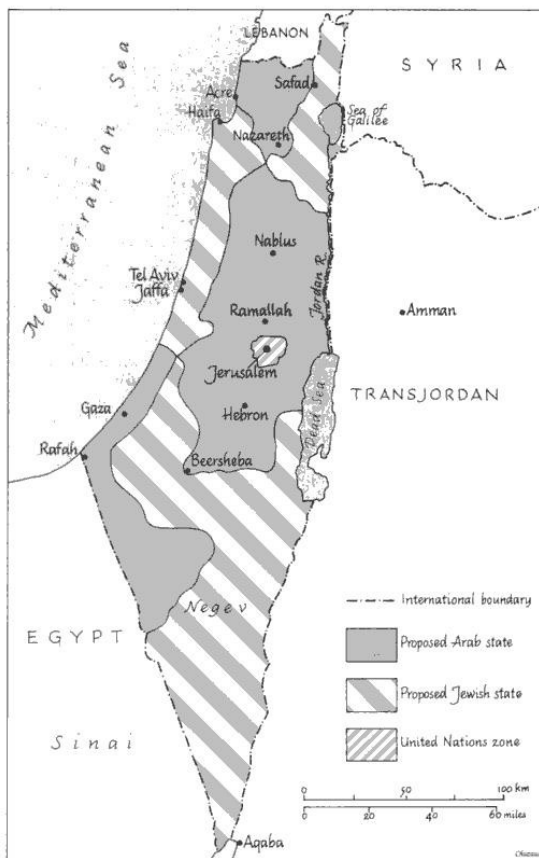 LEBANON
SYRIA
Mediterranean Sea
Acre
Safad
Haifa
Sea of
Galilee
Nazareth
Nablus
Tel Aviv
Jaffa
Jordan R.
Ramallah
Amman
Jerusalem
TRANSJORDAN
Gaza
Hebron
Dead Sea
Rafah
Beersheba
Negev
International boundary
EGYPT
Proposed Arab state
Proposed Jewish state
Sinai
United Nations zone
0 50 100 km
0 20 40 60 miles
Aqaba